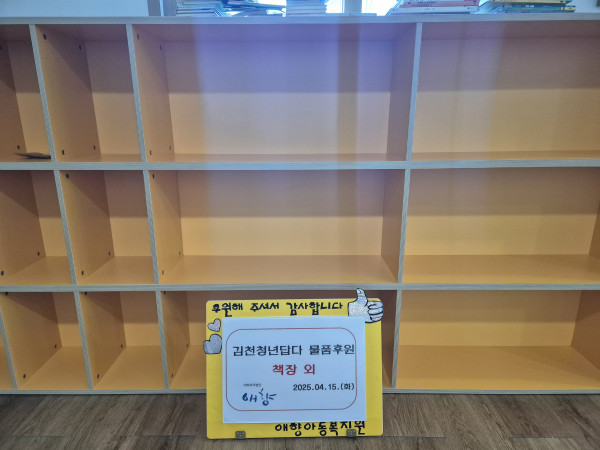 후원해 주셔서 감사합니다
김천청년답다 물품후원
책장 외
2025.04.15.(화)
애향
애향아동복지원